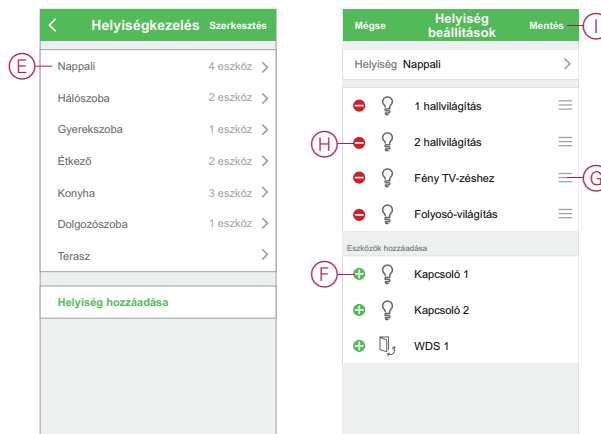 Helyiségkezelés Szerkesztés
E
Nappali 4 eszköz
Hálószoba 2 eszköz
Gyerekszoba 1 eszköz
Étkező 2 eszköz
Konyha 3 eszköz
Dolgozószoba 1 eszköz
Terasz
Helyiség hozzáadása
Mégse Helyiség beállítások Mentés I
Helyiség Nappali
1 hallvilágítás
H 2 hallvilágítás
Fény TV-zéshez G
Folyosó-világítás
Eszközök hozzáadása
F Kapcsoló 1
Kapcsoló 2
WDS 1